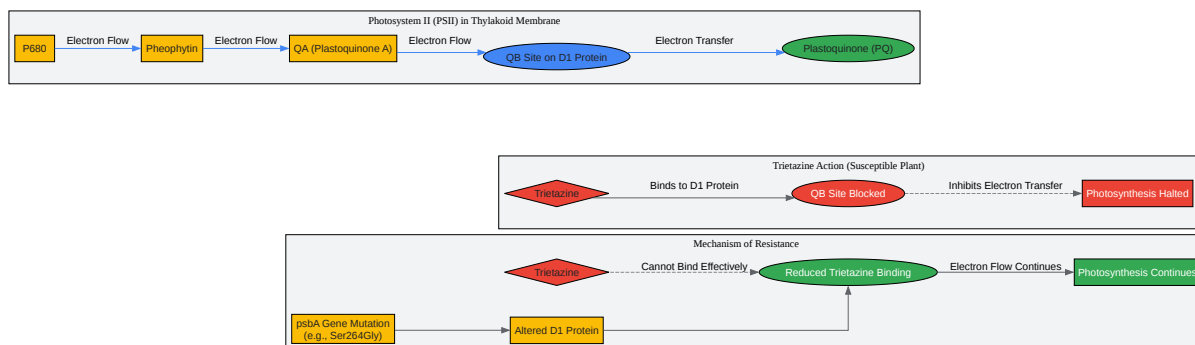 Photosystem II (PSII) in Thylakoid Membrane
P680
Electron Flow
Pheophytin
Electron Flow
QA (Plastoquinone A)
Electron Flow
QB Site on D1 Protein
Electron Transfer
Plastoquinone (PQ)
Trietazine Action (Susceptible Plant)
Trietazine
Binds to D1 Protein
QB Site Blocked
Inhibits Electron Transfer
Photosynthesis Halted
Mechanism of Resistance
Trietazine
Cannot Bind Effectively
Reduced Trietazine Binding
Electron Flow Continues
Photosynthesis Continues
psbA Gene Mutation
(e.g., Ser264Gly)
Altered D1 Protein